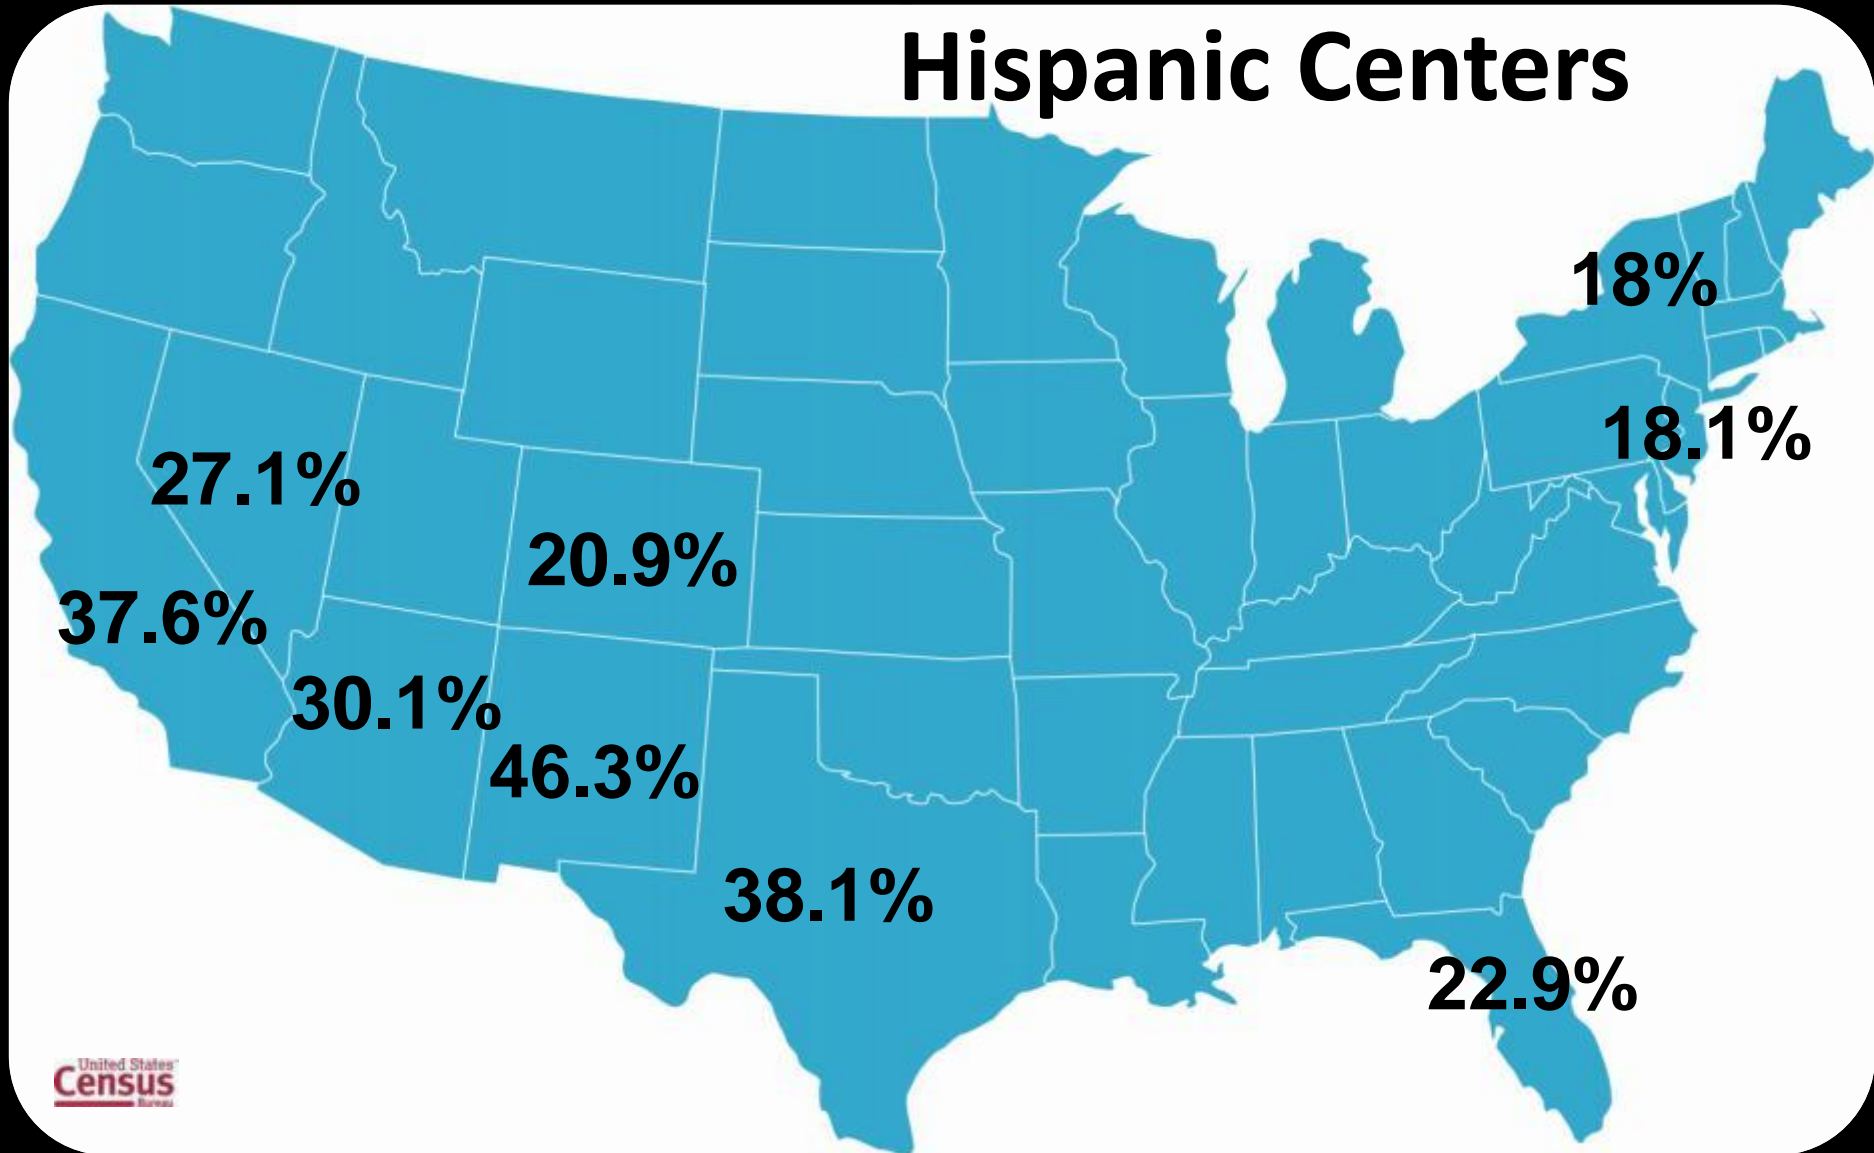 Hispanic Centers
18%
18.1%
27.1%
20.9%
37.6%
30.1%
46.3%
38.1%
22.9%
United States
Census
Bureau